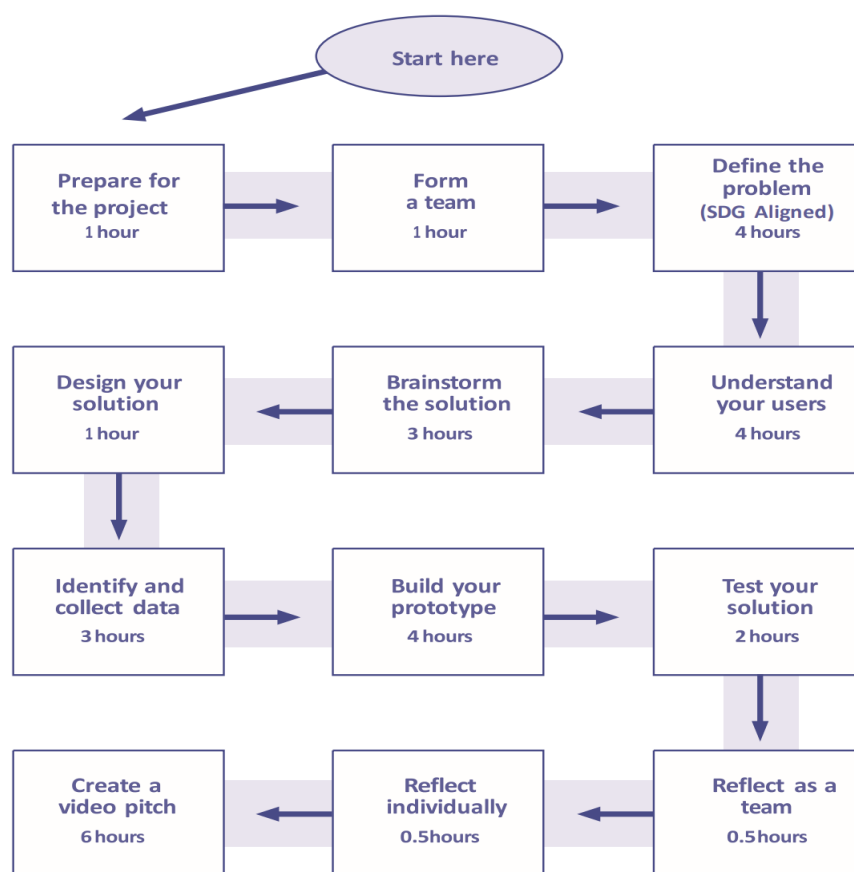 Start here
Prepare for
the project
1 hour
Form
a team
1 hour
Define the
problem
(SDG Aligned)
4 hours
Understand
your users
4 hours
Brainstorm
the solution
3 hours
Design your
solution
1 hour
Identify and
collect data
3 hours
Build your
prototype
4 hours
Test your
solution
2 hours
Reflect as a
team
0.5 hours
Reflect
individually
0.5hours
Create a
video pitch
6 hours